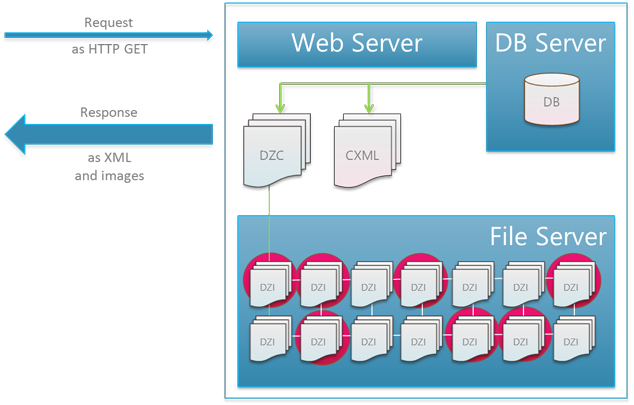 Request
as HTTP GET
Response
as XML
and images
Web Server
DB Server
DB
DZC
CXML
File Server
DZI DZI DZI DZI DZI DZI DZI
DZI DZI DZI DZI DZI DZI DZI